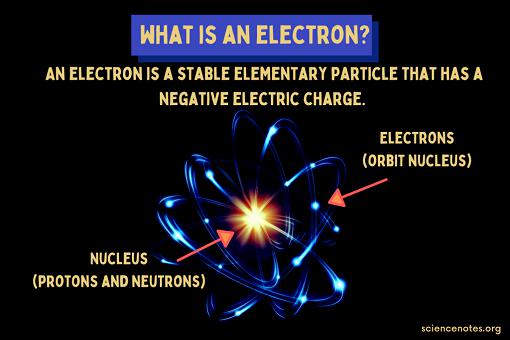 WHAT IS AN ELECTRON?
AN ELECTRON IS A STABLE ELEMENTARY PARTICLE THAT HAS A
NEGATIVE ELECTRIC CHARGE.
ELECTRONS
(ORBIT NUCLEUS)
NUCLEUS
(PROTONS AND NEUTRONS)
sciencenotes.org